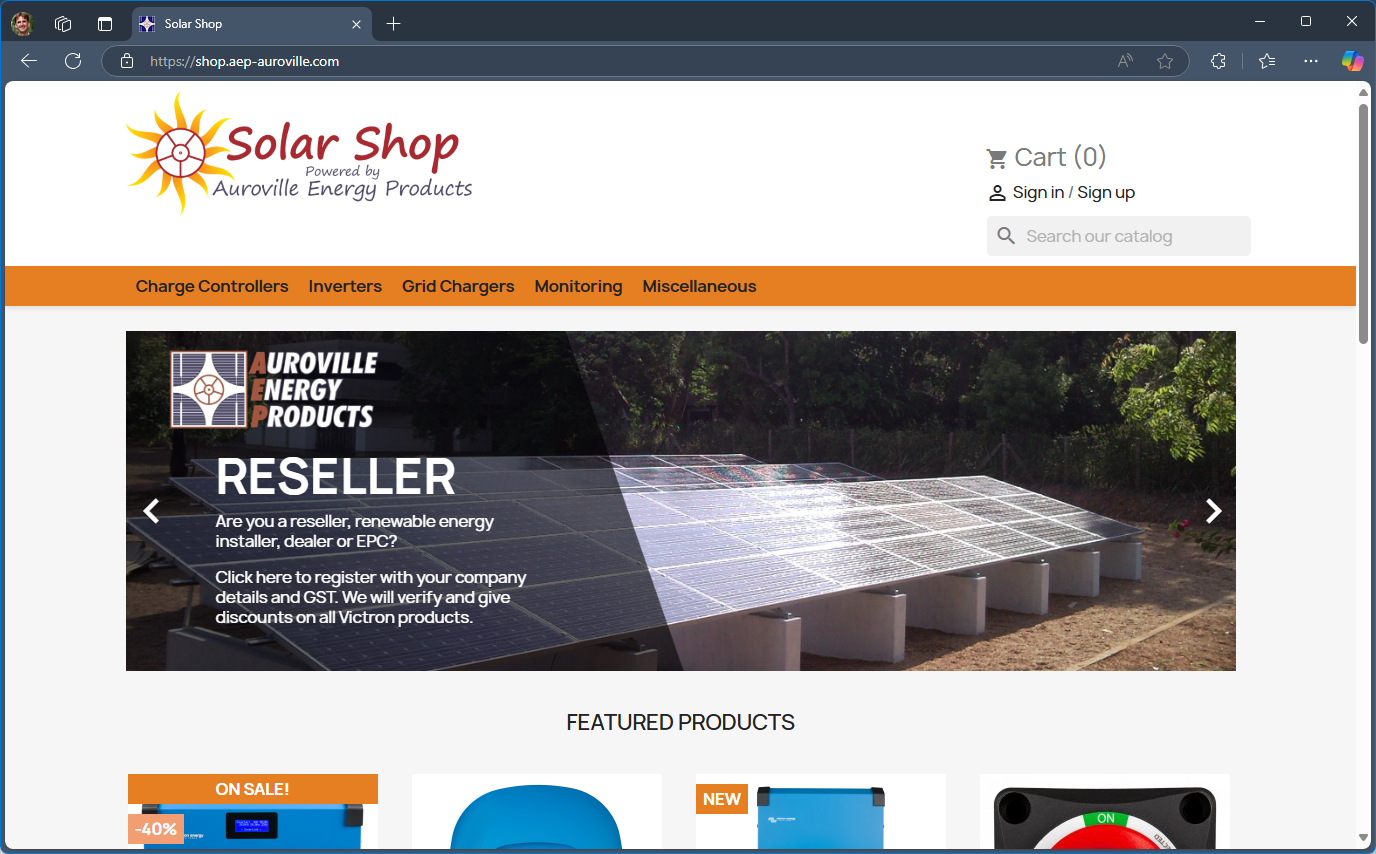 Solar Shop
https://shop.aep-auroville.com
Solar Shop
Powered by
Auroville Energy Products
Cart (0)
Sign in / Sign up
Search our catalog
Charge Controllers Inverters Grid Chargers Monitoring Miscellaneous
AUROVILLE
ENERGY
PRODUCTS
RESELLER
Are you a reseller, renewable energy
installer, dealer or EPC?
Click here to register with your company
details and GST. We will verify and give
discounts on all Victron products.
FEATURED PRODUCTS
ON SALE!
-40%
NEW
ON